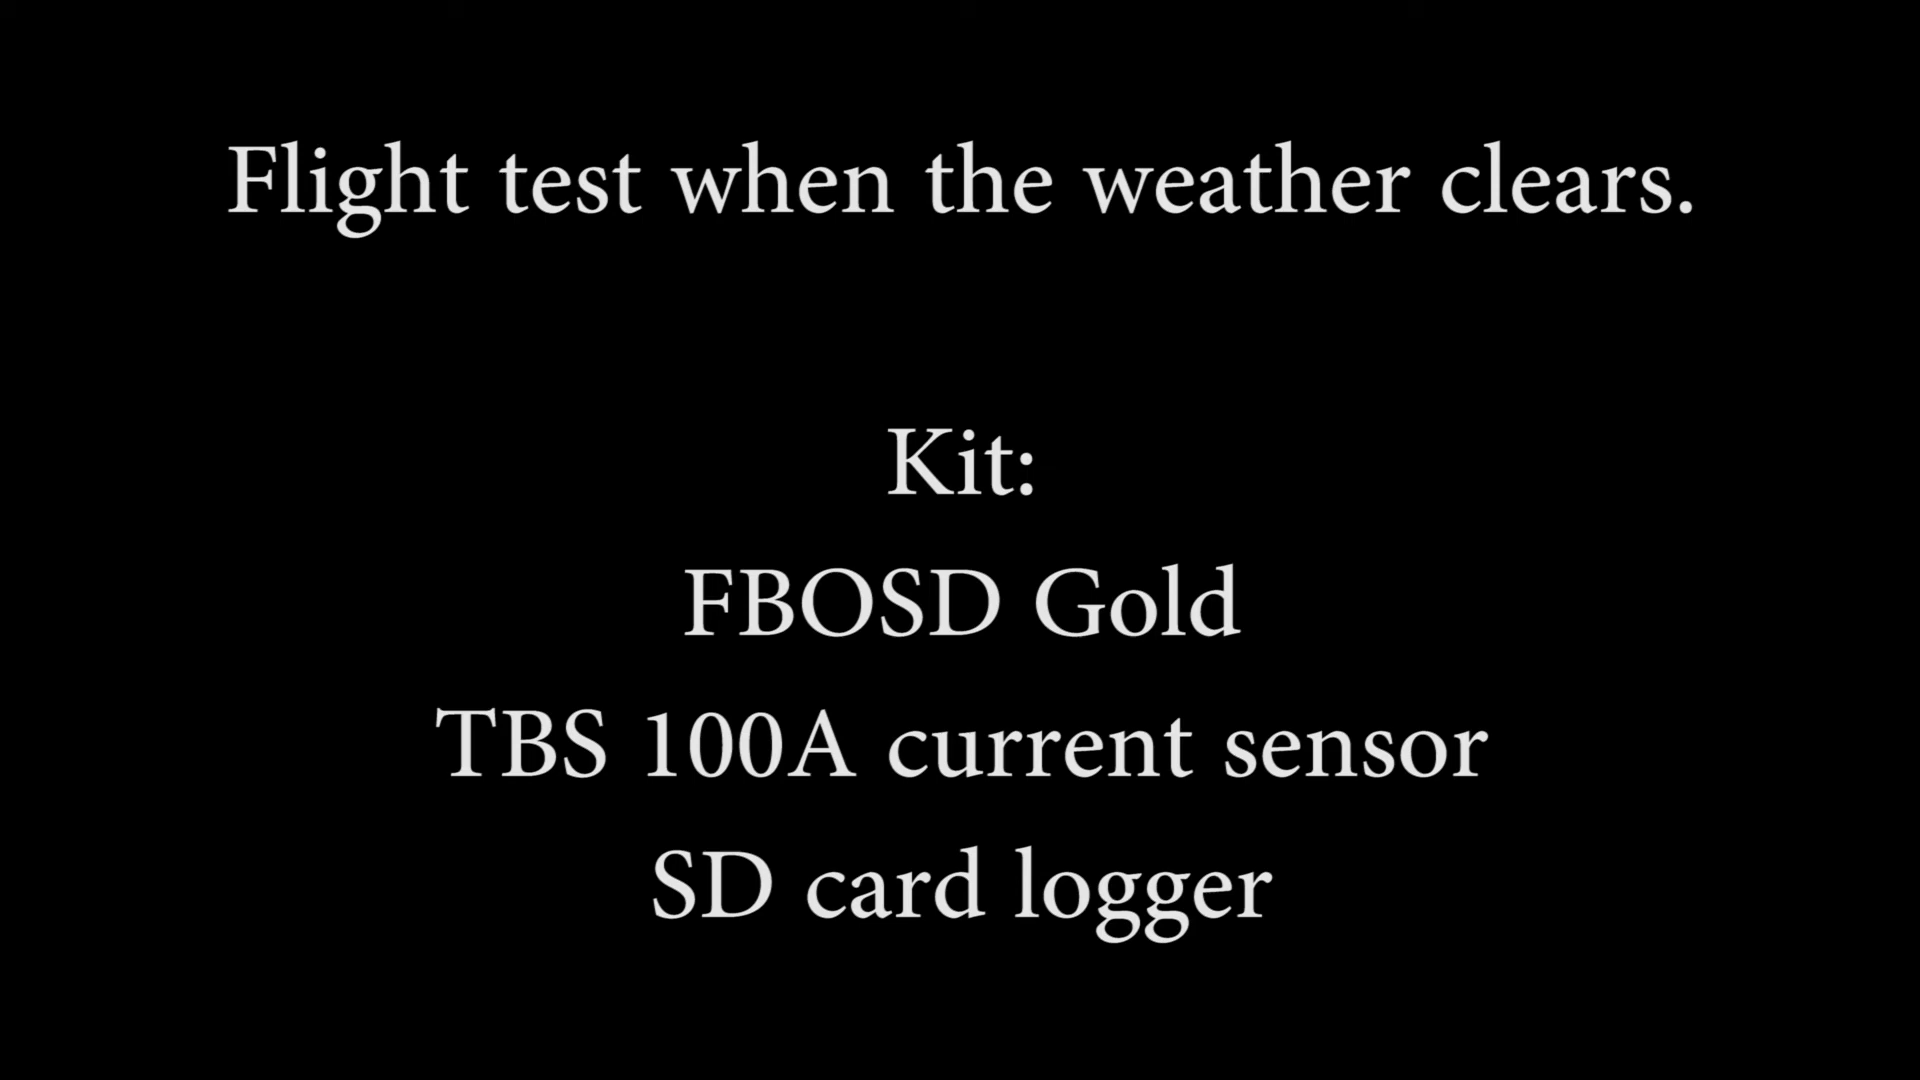 Flight test when the weather clears.
Kit:
FBOSD Gold
TBS 100A current sensor
SD card logger